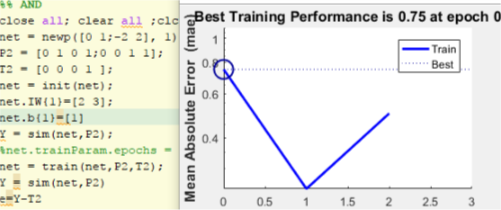 %% AND
close all; clear all ;clc
net = newp([0 1;-2 2], 1)
P2 = [0 1 0 1;0 0 1 1];
T2 = [0 0 0 1 ];
net = init(net);
net.IW{1}=[2 3];
net.b{1}=[1]
Y = sim(net,P2);
%net.trainParam.epochs =
net = train(net,P2,T2);
Y = sim(net,P2)
e=Y-T2
Best Training Performance is 0.75 at epoch 0
Mean Absolute Error (mae)
1
0.8
0.6
0.4
Train
Best
0 0.5 1 1.5 2 2.5 3